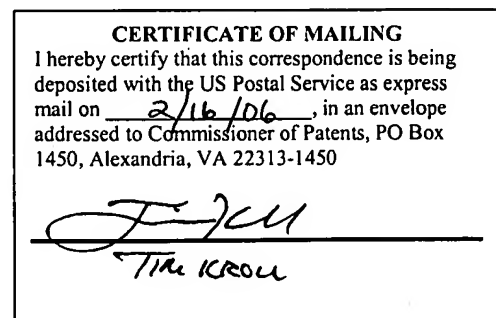 CERTIFICATE OF MAILING
I hereby certify that this correspondence is being
deposited with the US Postal Service as express
mail on 2/16/06, in an envelope
addressed to Commissioner of Patents, PO Box
1450, Alexandria, VA 22313-1450
TIM KROLL